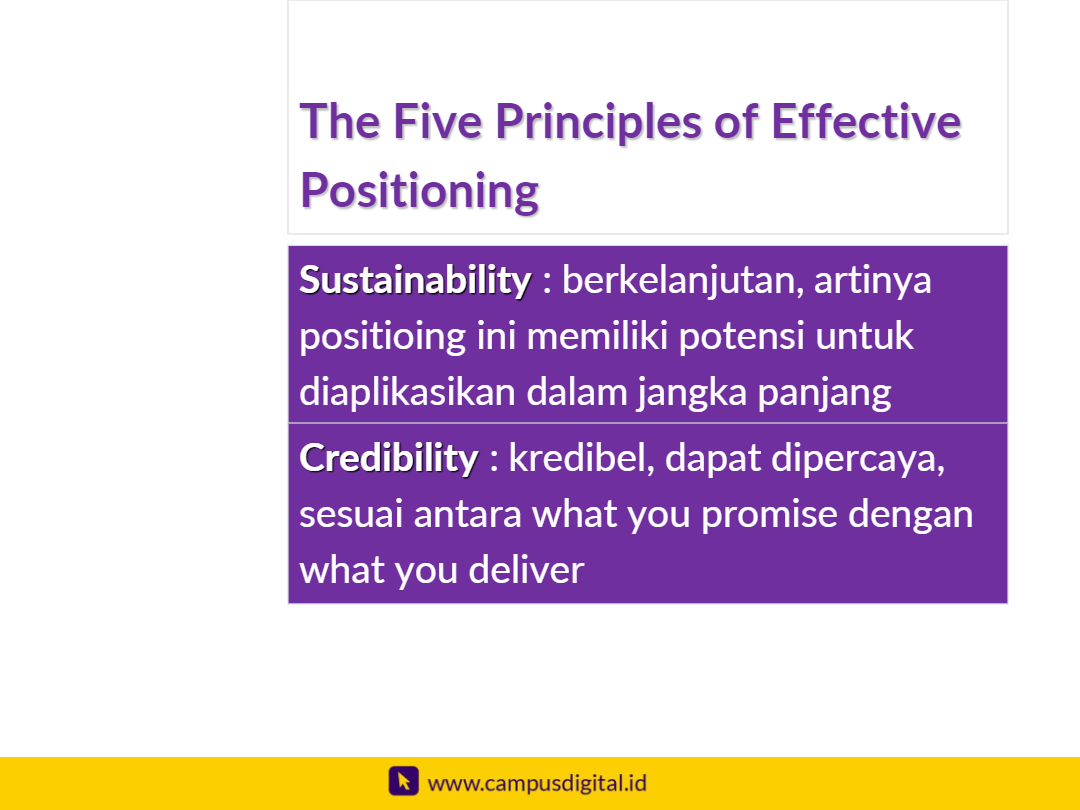 The Five Principles of Effective
Positioning
Sustainability : berkelanjutan, artinya
positioing ini memiliki potensi untuk
diaplikasikan dalam jangka panjang
Credibility : kredibel, dapat dipercaya,
sesuai antara what you promise dengan
what you deliver
www.campusdigital.id